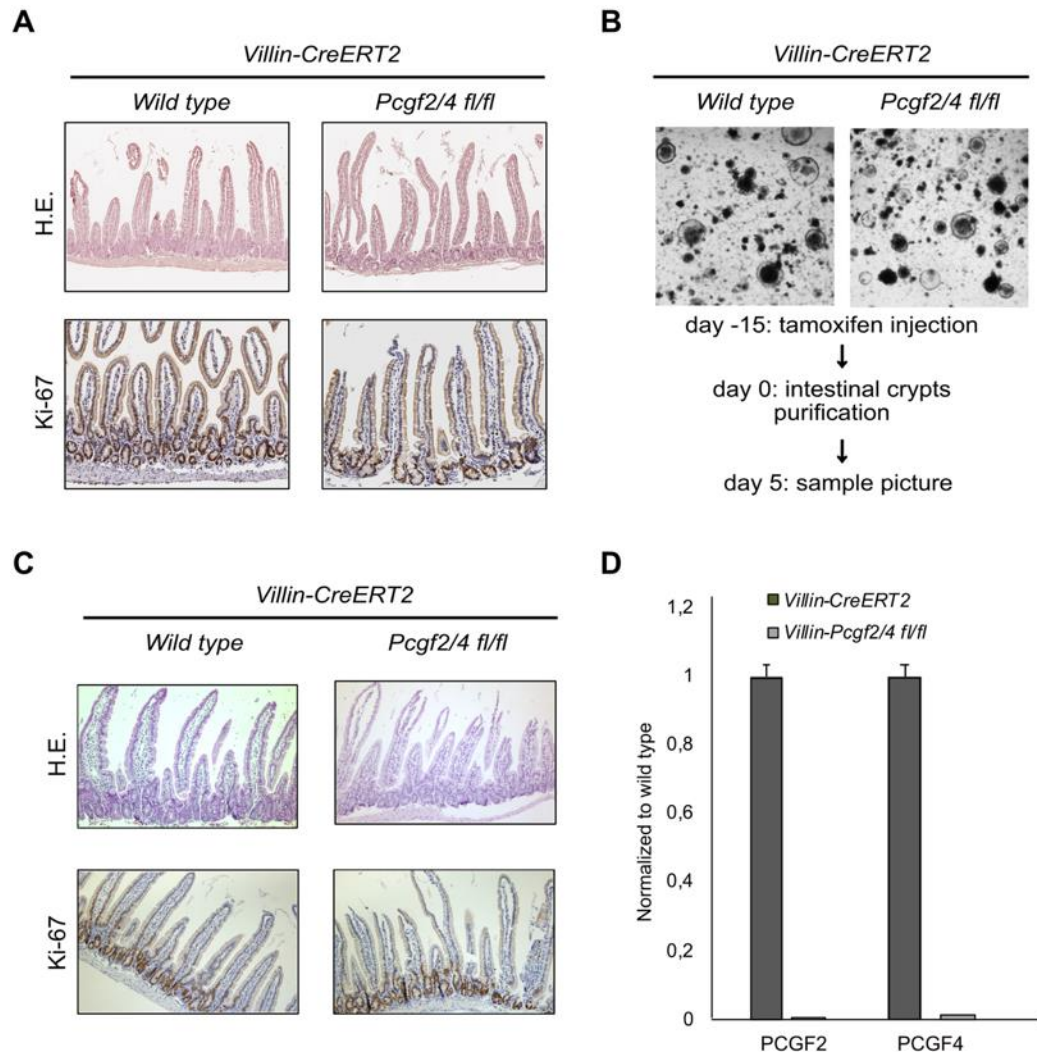 A
Villin-CreERT2
Wild type
Pcgf2/4 fl/fl
H.E.
Ki-67
B
Villin-CreERT2
Wild type
Pcgf2/4 fl/fl
day -15: tamoxifen injection
day 0: intestinal crypts
purification
day 5: sample picture
C
Villin-CreERT2
Wild type
Pcgf2/4 fl/fl
H.E.
Ki-67
D
Villin-CreERT2
Villin-Pcgf2/4 fl/fl
Normalized to wild type
1,2
1
0,8
0,6
0,4
0,2
0
PCGF2
PCGF4